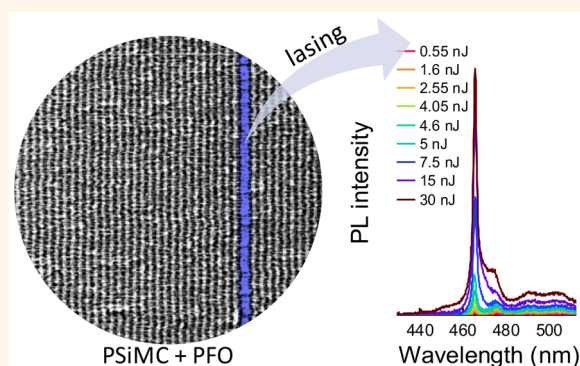 lasing
0.55 nJ
1.6 nJ
2.55 nJ
4.05 nJ
4.6 nJ
5 nJ
7.5 nJ
15 nJ
30 nJ
PL intensity
440 460 480 500
Wavelength (nm)
PSiMC + PFO